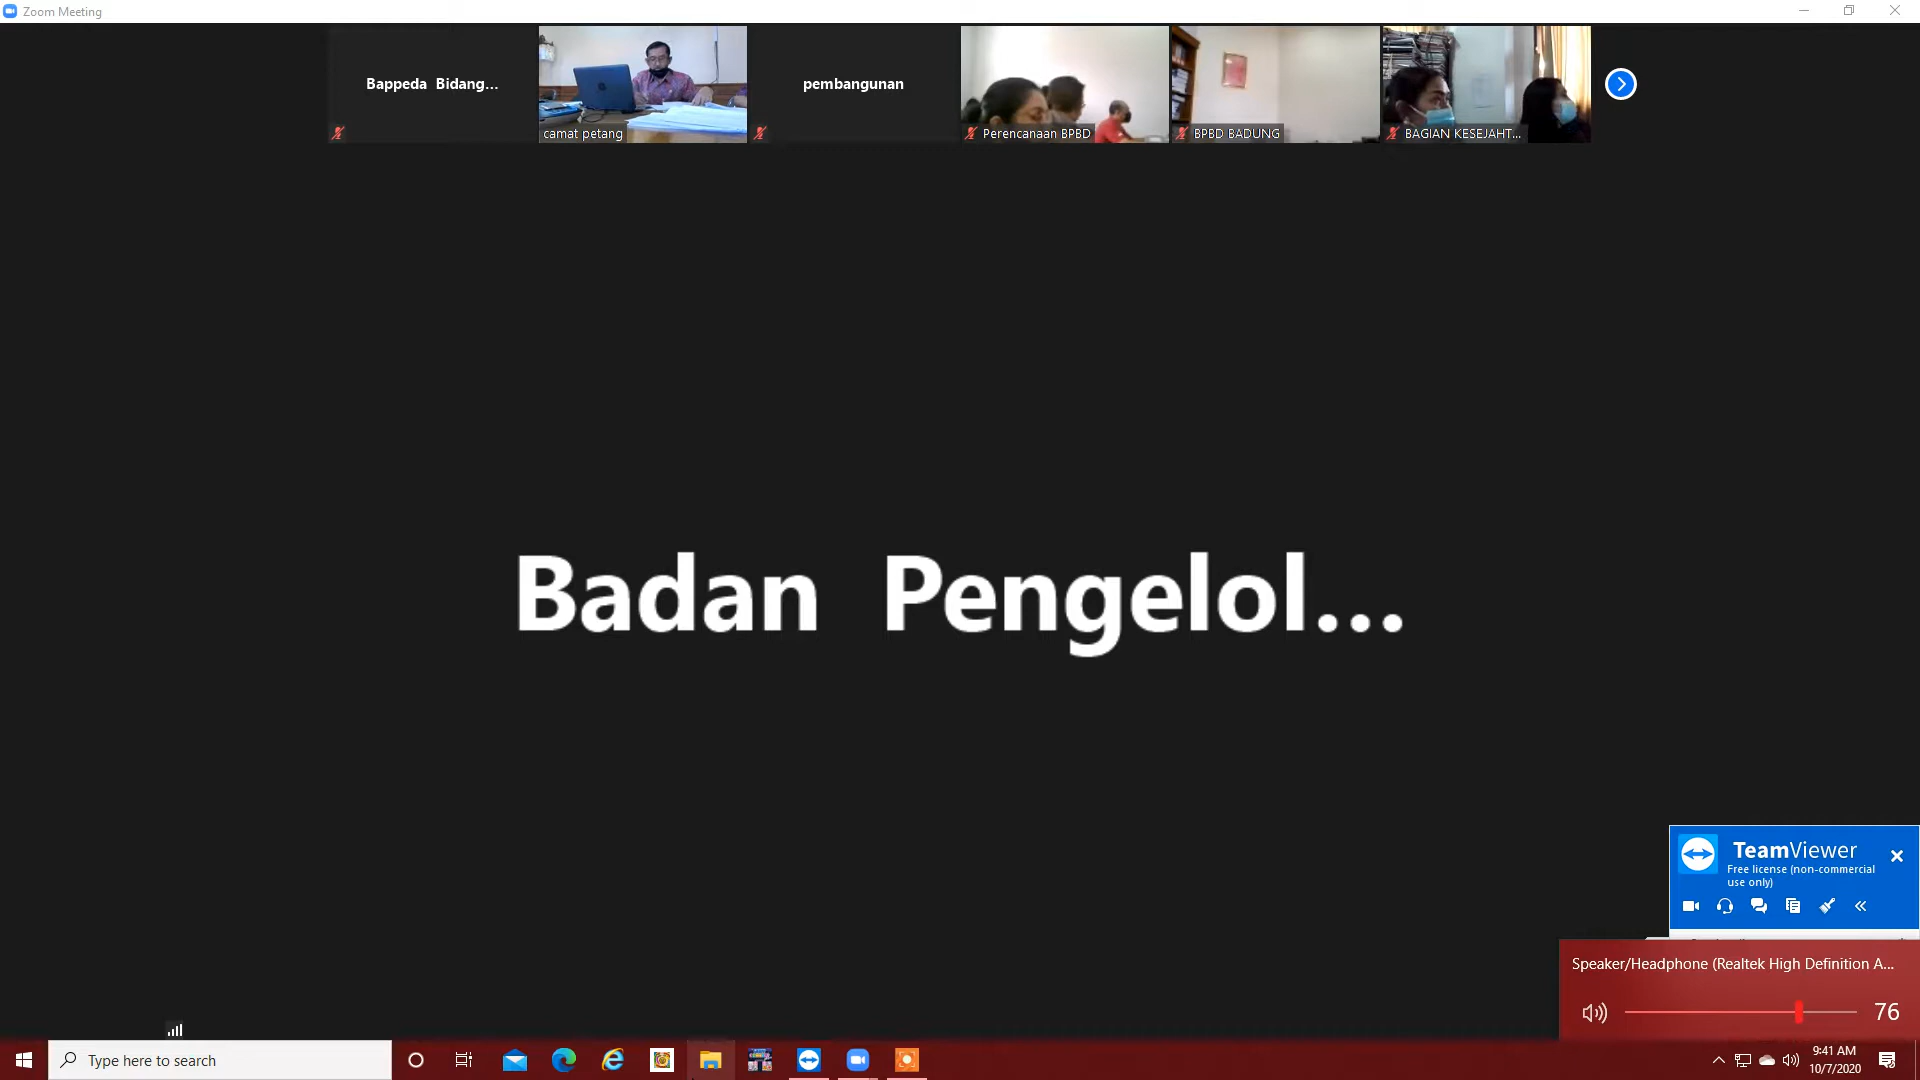 Zoom Meeting
Bappeda Bidang...
camat petang
pembangunan
Perencanaan BPBD
BPBD BADUNG
BAGIAN KESEJAHT...
Badan Pengelol...
TeamViewer
Free license (non-commercial
use only)
Speaker/Headphone (Realtek High Definition A...
76
Type here to search
9:41 AM
10/7/2020